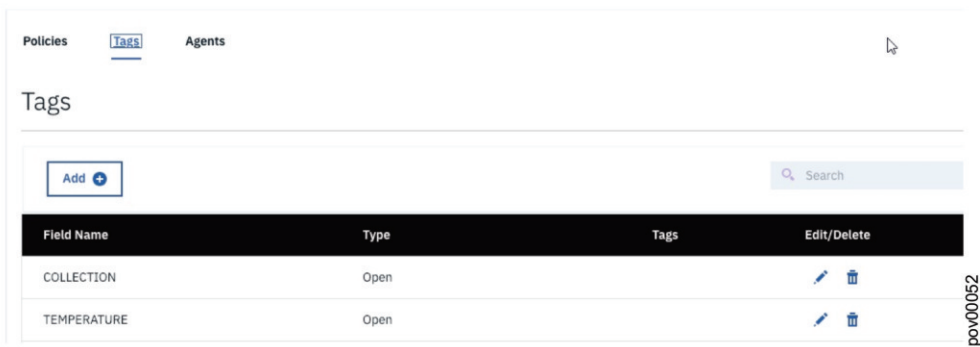 Policies Tags Agents
Tags
Add
Search
Field Name Type Tags Edit/Delete
COLLECTION Open
TEMPERATURE Open
pov00052